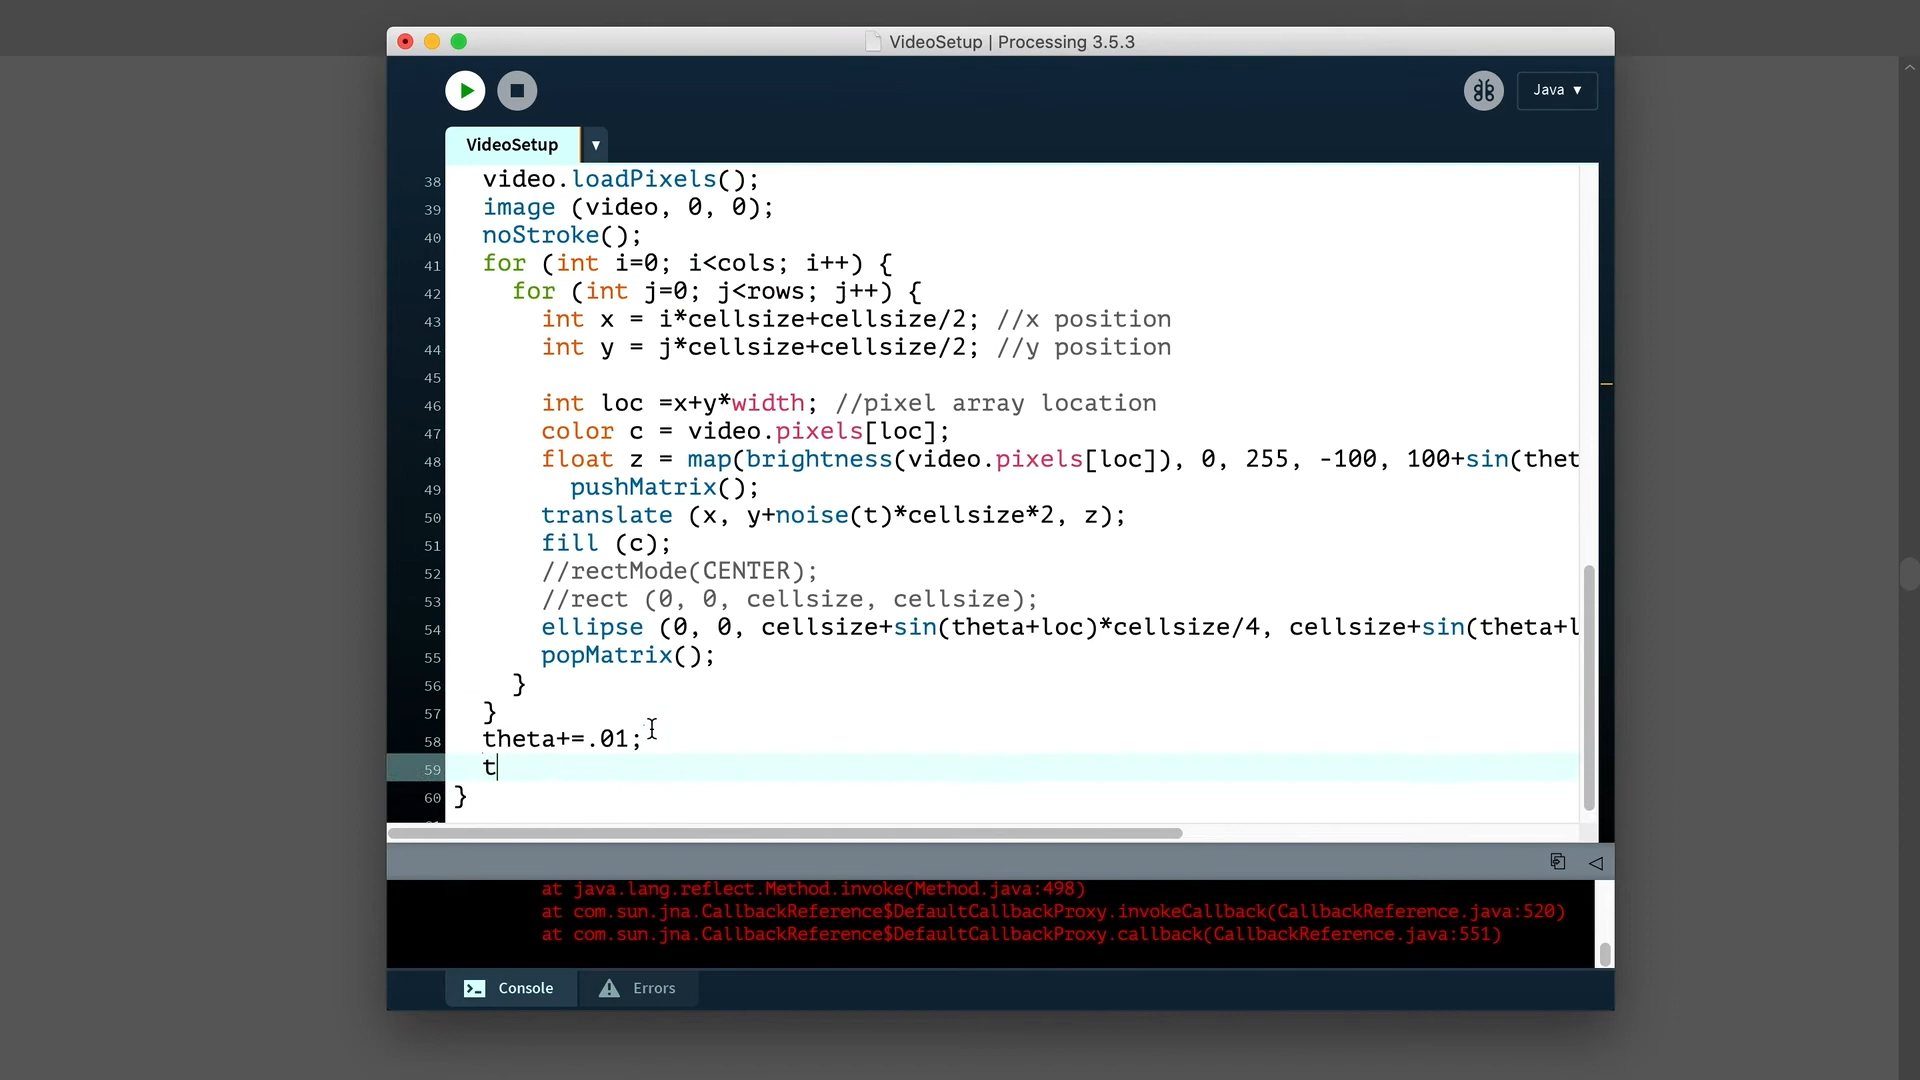 VideoSetup | Processing 3.5.3
Java ▼
VideoSetup ▼
38 video.loadPixels();
39 image (video, 0, 0);
40 noStroke();
41 for (int i=0; i<cols; i++) {
42 for (int j=0; j<rows; j++) {
43 int x = i*cellsize+cellsize/2; //x position
44 int y = j*cellsize+cellsize/2; //y position
45
46 int loc =x+y*width; //pixel array location
47 color c = video.pixels[loc];
48 float z = map(brightness(video.pixels[loc]), 0, 255, -100, 100+sin(thet
49 pushMatrix();
50 translate (x, y+noise(t)*cellsize*2, z);
51 fill (c);
52 //rectMode(CENTER);
53 //rect (0, 0, cellsize, cellsize);
54 ellipse (0, 0, cellsize+sin(theta+loc)*cellsize/4, cellsize+sin(theta+l
55 popMatrix();
56 }
57 }
58 theta+=.01;
59 t
60 }
at java.lang.reflect.Method.invoke(Method.java:498)
at com.sun.jna.CallbackReference$DefaultCallbackProxy.invokeCallback(CallbackReference.java:520)
at com.sun.jna.CallbackReference$DefaultCallbackProxy.callback(CallbackReference.java:551)
Console Errors